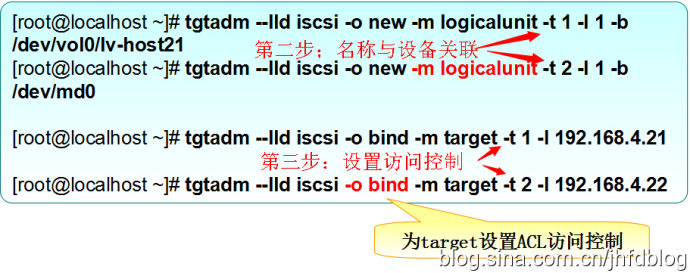 [root@localhost ~]# tgtadm --lld iscsi -o new -m logicalunit -t 1 -l 1 -b
/dev/vol0/lv-host21
第二步；名称与设备关联
[root@localhost ~]# tgtadm --lld iscsi -o new -m logicalunit -t 2 -l 1 -b
/dev/md0
[root@localhost ~]# tgtadm --lld iscsi -o bind -m target -t 1 -I 192.168.4.21
第三步：设置访问控制
[root@localhost ~]# tgtadm --lld iscsi -o bind -m target -t 2 -I 192.168.4.22
为target设置ACL访问控制
blog.sina.com.cn/jhfdblog